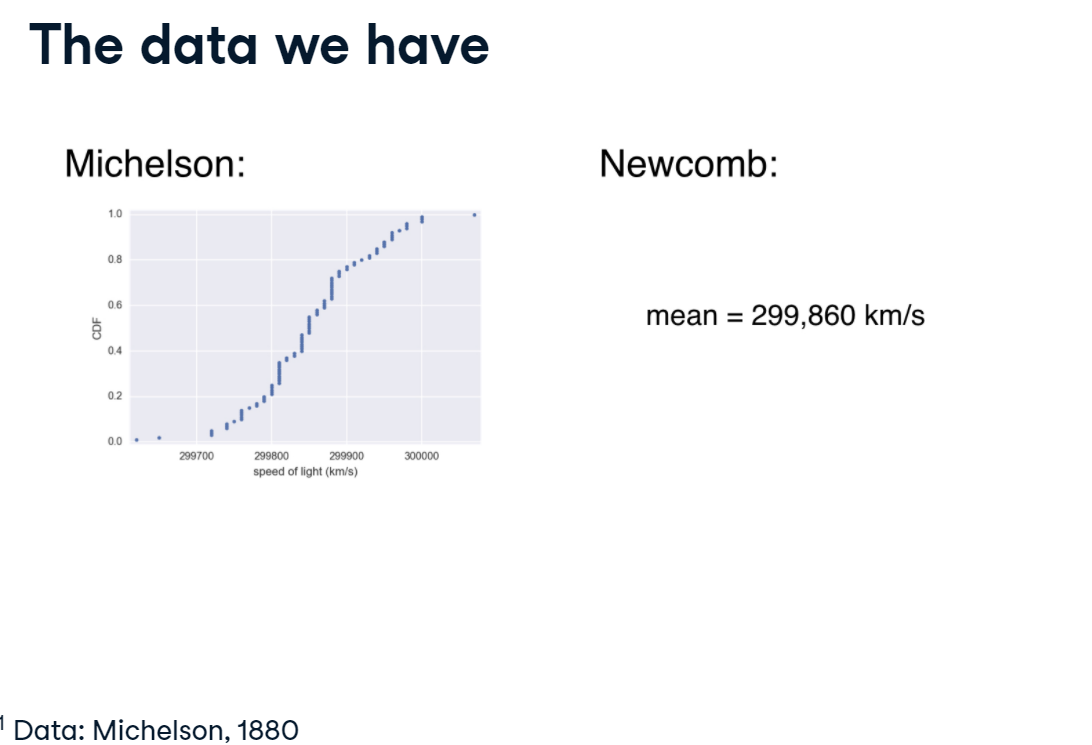 The data we have
Michelson:
Newcomb:
1.0
0.8
0.6
0.4
0.2
0.0
CDF
299700 299800 299900 300000
speed of light (km/s)
mean = 299,860 km/s
1 Data: Michelson, 1880